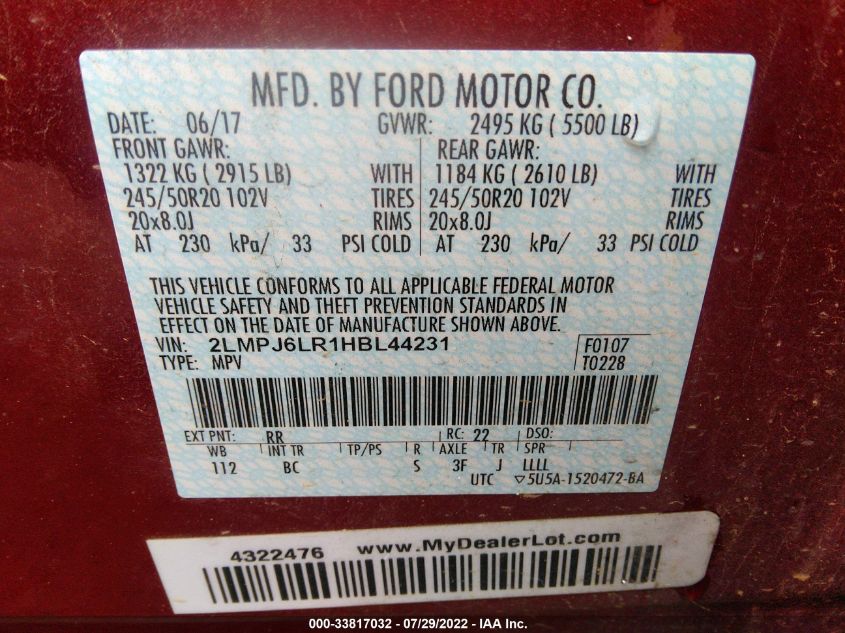 MFD. BY FORD MOTOR CO.
DATE: 06/17 GVWR: 2495 KG ( 5500 LB)
FRONT GAWR: REAR GAWR:
1322 KG ( 2915 LB) WITH 1184 KG ( 2610 LB) WITH
245/50R20 102V TIRES 245/50R20 102V TIRES
20x8.0J RIMS 20x8.0J RIMS
AT 230 kPa/ 33 PSI COLD AT 230 kPa/ 33 PSI COLD
THIS VEHICLE CONFORMS TO ALL APPLICABLE FEDERAL MOTOR
VEHICLE SAFETY AND THEFT PREVENTION STANDARDS IN
EFFECT ON THE DATE OF MANUFACTURE SHOWN ABOVE.
VIN: 2LMPJ6LR1HBL44231 F0107
TYPE: MPV T0228
EXT PNT: RR RC: 22 DSO:
WB INT TR TP/PS R AXLE TR SPR
112 BC S 3F J LLLL
UTC ▽5U5A-1520472-BA
4322476 www.MyDealerLot.com
000-33817032 - 07/29/2022 - IAA Inc.